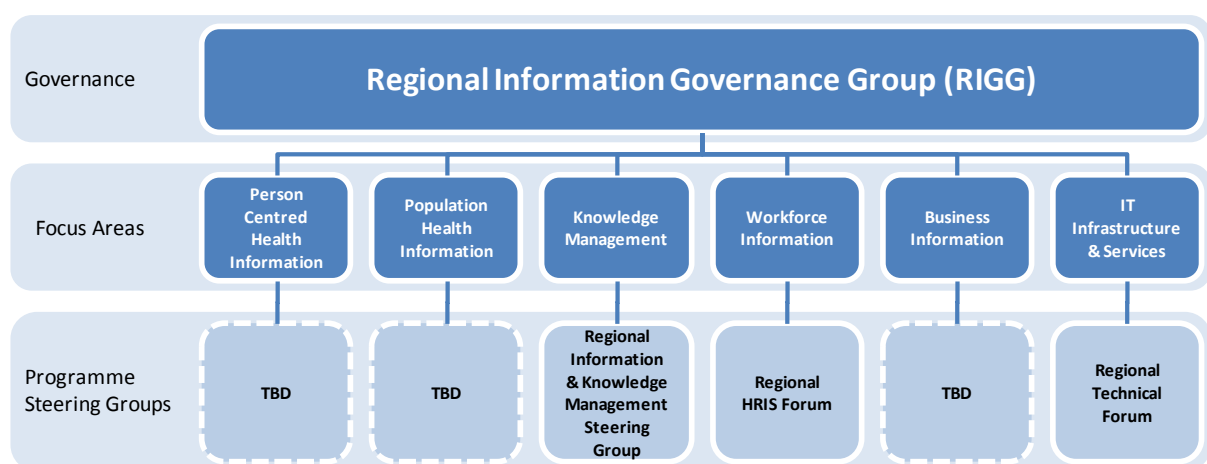 Governance
Regional Information Governance Group (RIGG)
Focus Areas
Person
Centred
Health
Information
Population
Health
Information
Knowledge
Management
Workforce
Information
Business
Information
IT
Infrastructure
& Services
Programme
Steering Groups
TBD
TBD
Regional
Information
& Knowledge
Management
Steering
Group
Regional
HRIS Forum
TBD
Regional
Technical
Forum